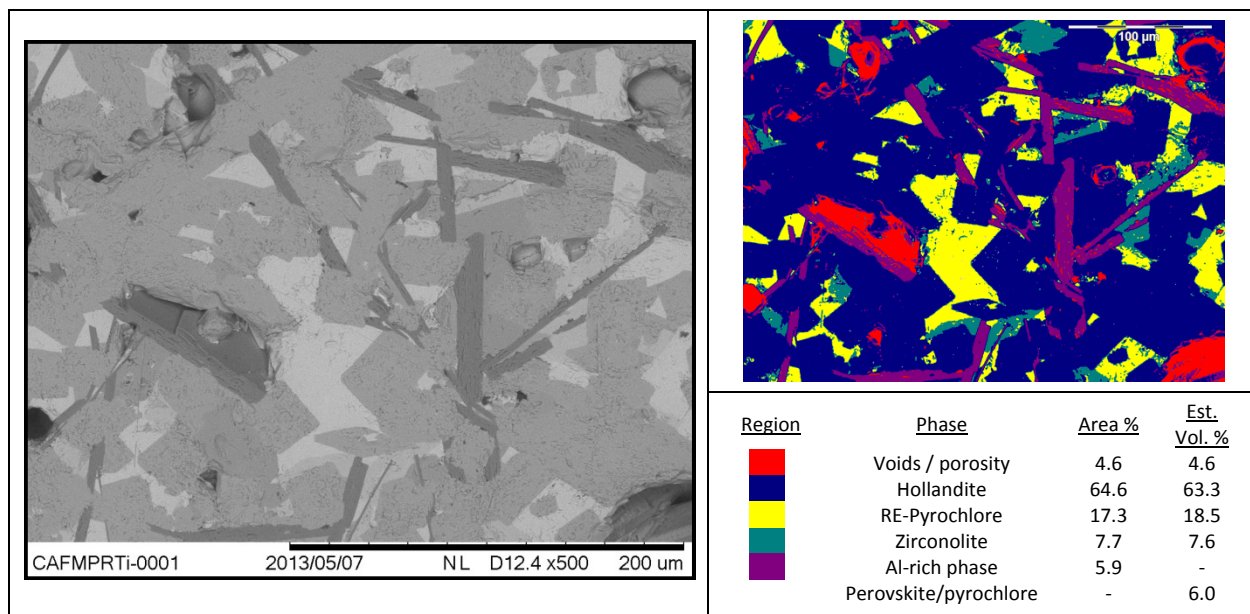 CAFMPRTi-0001 2013/05/07 NL D12.4 x500 200 um
100 µm
Region Phase Area % Est. Vol. %
Voids / porosity 4.6 4.6
Hollandite 64.6 63.3
RE-Pyrochlore 17.3 18.5
Zirconolite 7.7 7.6
Al-rich phase 5.9 -
Perovskite/pyrochlore - 6.0